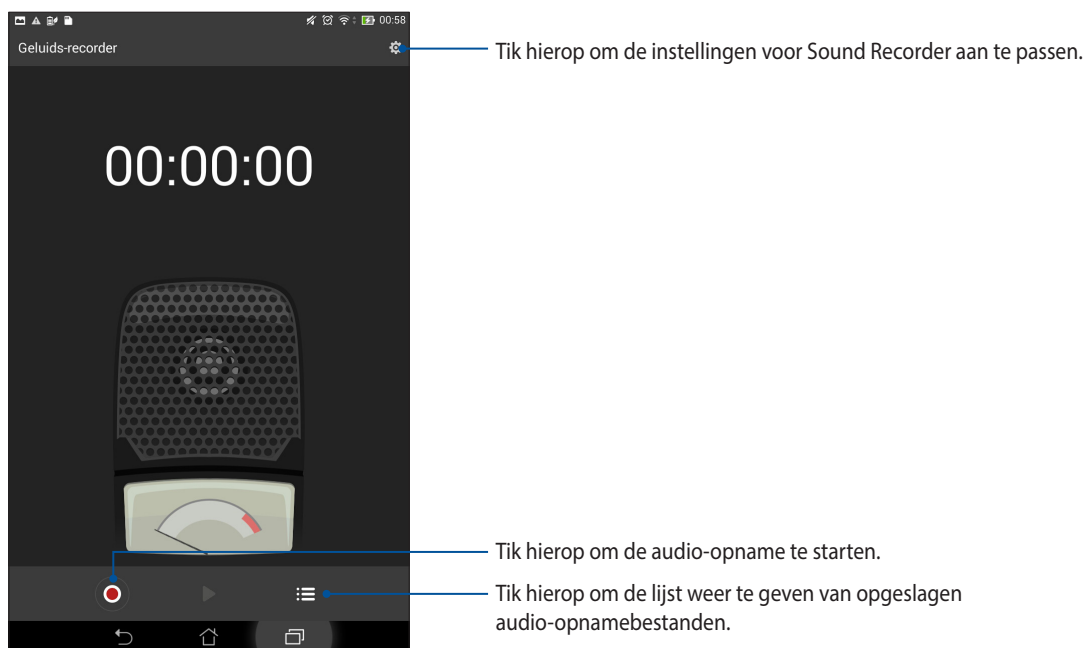 00:58
Geluids-recorder
Tik hierop om de instellingen voor Sound Recorder aan te passen.
00:00:00
Tik hierop om de audio-opname te starten.
Tik hierop om de lijst weer te geven van opgeslagen
audio-opnamebestanden.